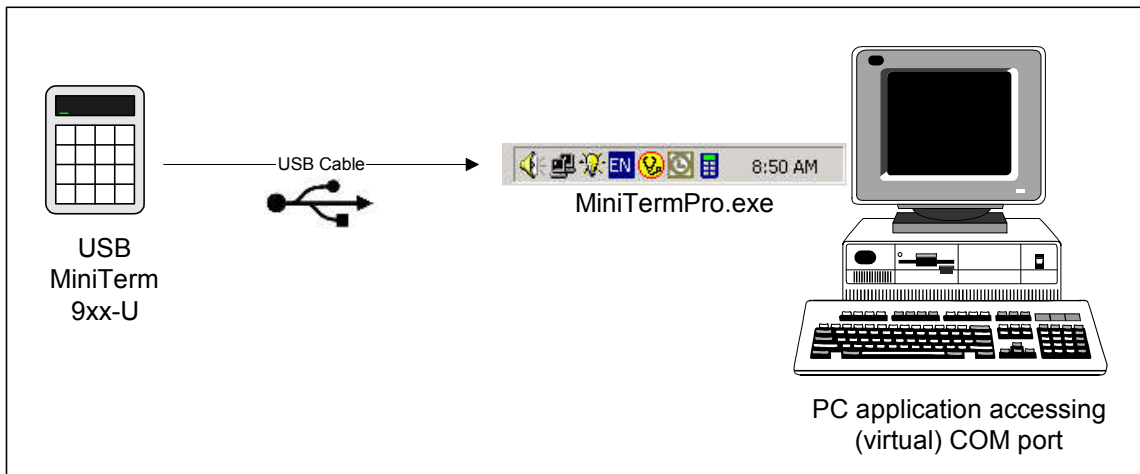 USB Cable
EN
8:50 AM
MiniTermPro.exe
USB
MiniTerm
9xx-U
PC application accessing
(virtual) COM port